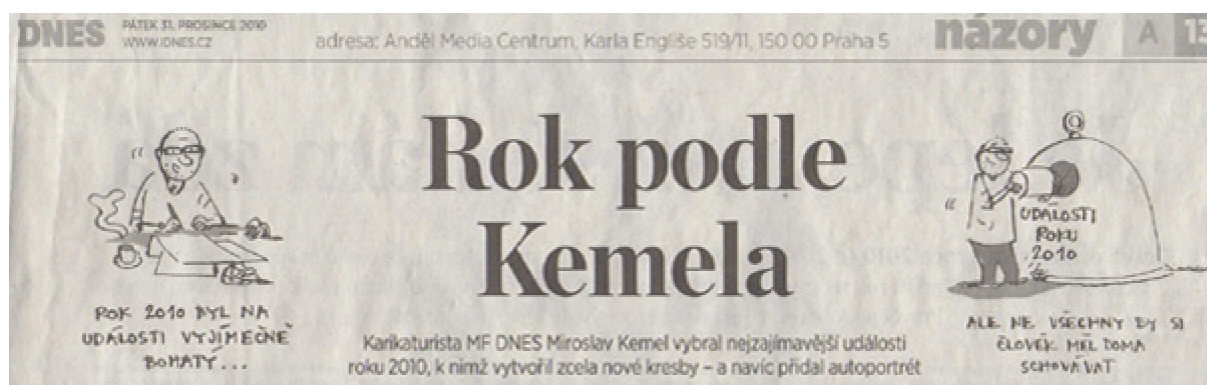 DNES
PÁTEK 31. PROSINCE 2010
WWW.IDNES.CZ
adresa: Anděl Media Centrum, Karla Engliše 519/11, 150 00 Praha 5
názory
A
15
Rok podle
Kemela
Karikaturista MF DNES Miroslav Kemel vybral nejzajímavější události
roku 2010, k nimž vytvořil zcela nové kresby – a navíc přidal autoportrét
ROK 2010 BYL NA
UDÁLOSTI VYJÍMEČNĚ
BOHATÝ...
UDÁLOSTI
ROKU
2010
ALE NE VŠECHNY BY SI
ČLOVĚK MĚL DOMA
SCHOVÁVAT